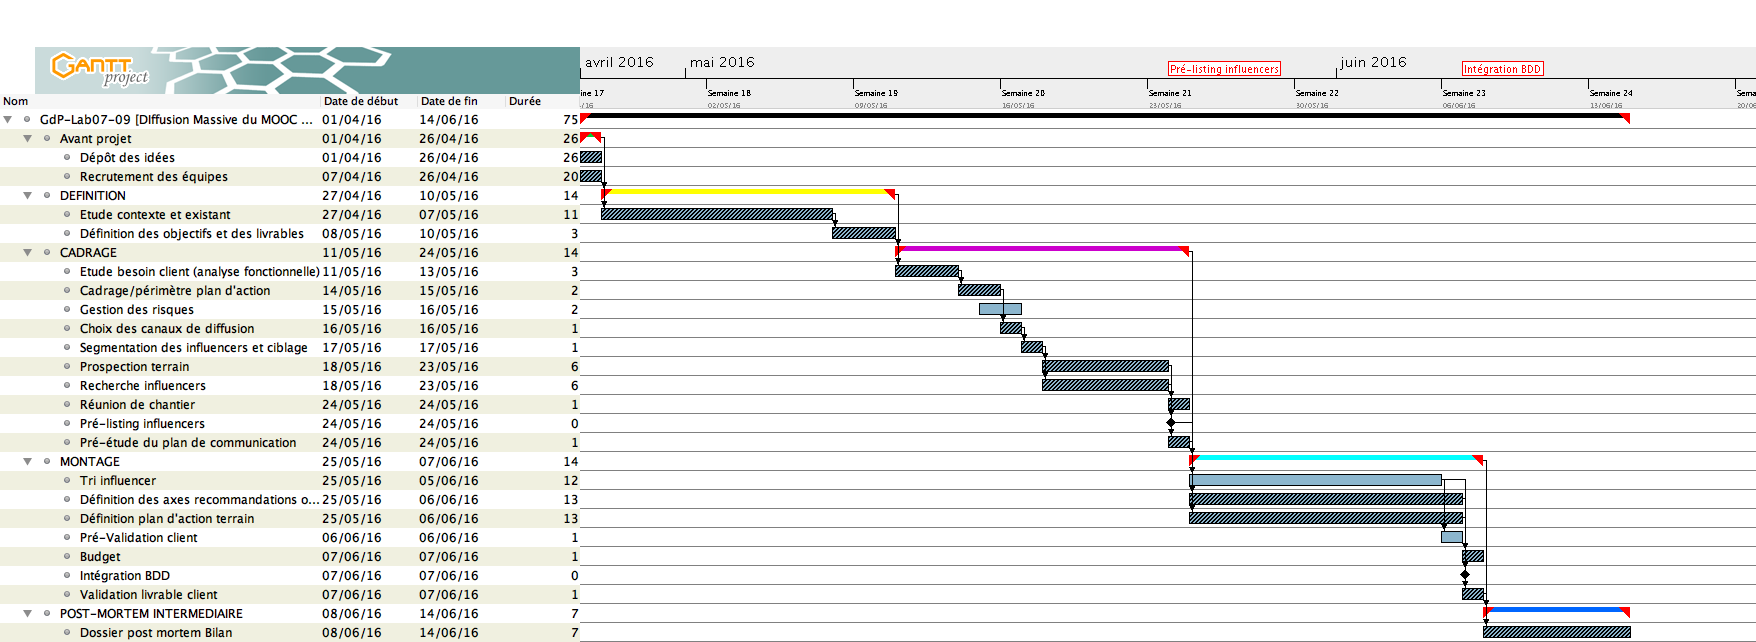 GANTT
project
avril 2016
mai 2016
Pré-listing influencers
juin 2016
Intégration BDD
ine 17
Semaine 18
Semaine 19
Semaine 20
Semaine 21
Semaine 22
Semaine 23
Semaine 24
Sema
/16
02/05/16
09/05/16
16/05/16
23/05/16
30/05/16
06/06/16
13/06/16
20/06
Nom Date de début Date de fin Durée
GdP-Lab07-09 [DIffusion Massive du MOOC ... 01/04/16 14/06/16 75
Avant projet 01/04/16 26/04/16 26
Dépôt des idées 01/04/16 26/04/16 26
Recrutement des équipes 07/04/16 26/04/16 20
DEFINITION 27/04/16 10/05/16 14
Etude contexte et existant 27/04/16 07/05/16 11
Définition des objectifs et des livrables 08/05/16 10/05/16 3
CADRAGE 11/05/16 24/05/16 14
Etude besoin client (analyse fonctionnelle) 11/05/16 13/05/16 3
Cadrage/périmètre plan d'action 14/05/16 15/05/16 2
Gestion des risques 15/05/16 16/05/16 2
Choix des canaux de diffusion 16/05/16 16/05/16 1
Segmentation des influencers et ciblage 17/05/16 17/05/16 1
Prospection terrain 18/05/16 23/05/16 6
Recherche influencers 18/05/16 23/05/16 6
Réunion de chantier 24/05/16 24/05/16 1
Pré-listing influencers 24/05/16 24/05/16 0
Pré-étude du plan de communication 24/05/16 24/05/16 1
MONTAGE 25/05/16 07/06/16 14
Tri influencer 25/05/16 05/06/16 12
Définition des axes recommandations o... 25/05/16 06/06/16 13
Définition plan d'action terrain 25/05/16 06/06/16 13
Pré-Validation client 06/06/16 06/06/16 1
Budget 07/06/16 07/06/16 1
Intégration BDD 07/06/16 07/06/16 0
Validation livrable client 07/06/16 07/06/16 1
POST-MORTEM INTERMEDIAIRE 08/06/16 14/06/16 7
Dossier post mortem Bilan 08/06/16 14/06/16 7